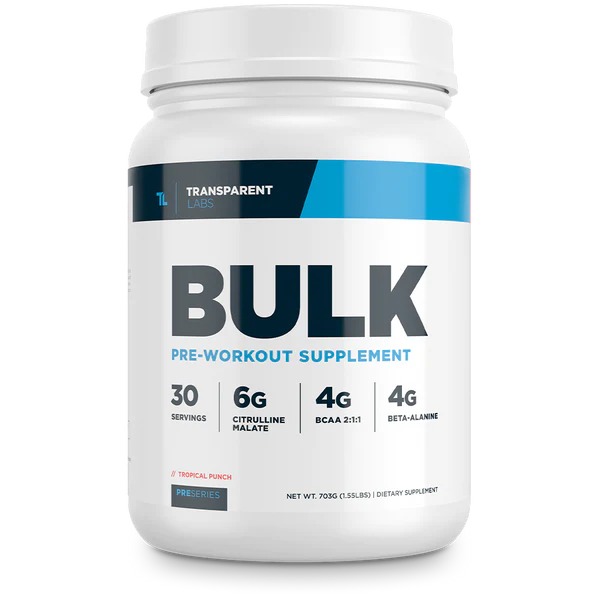 TL
TRANSPARENT
LABS
BULK
PRE-WORKOUT SUPPLEMENT
30
SERVINGS
6G
CITRULLINE
MALATE
4G
BCAA 2:1:1
4G
BETA-ALANINE
// TROPICAL PUNCH
PRESERIES
NET WT. 703G (1.55LBS) | DIETARY SUPPLEMENT